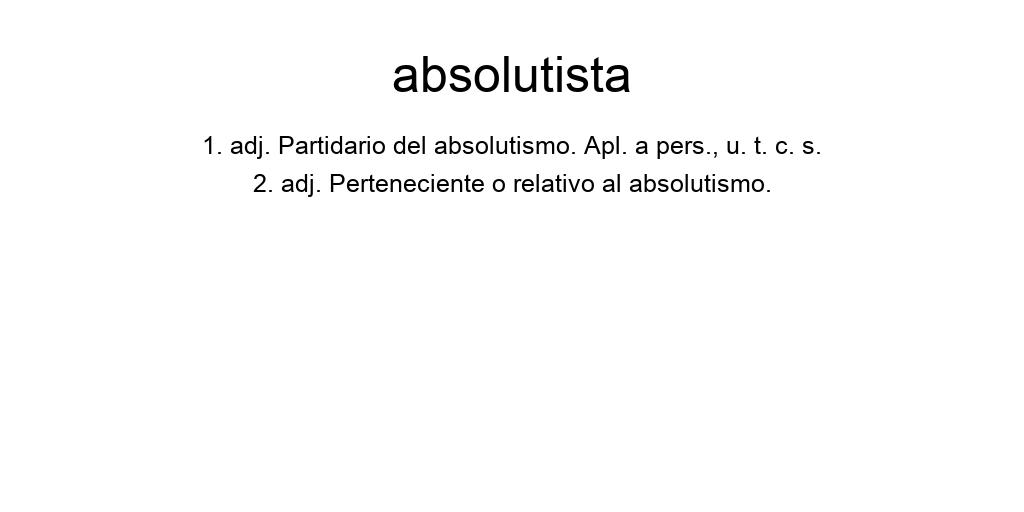 absolutista
1. adj. Partidario del absolutismo. Apl. a pers., u. t. c. s.
2. adj. Perteneciente o relativo al absolutismo.